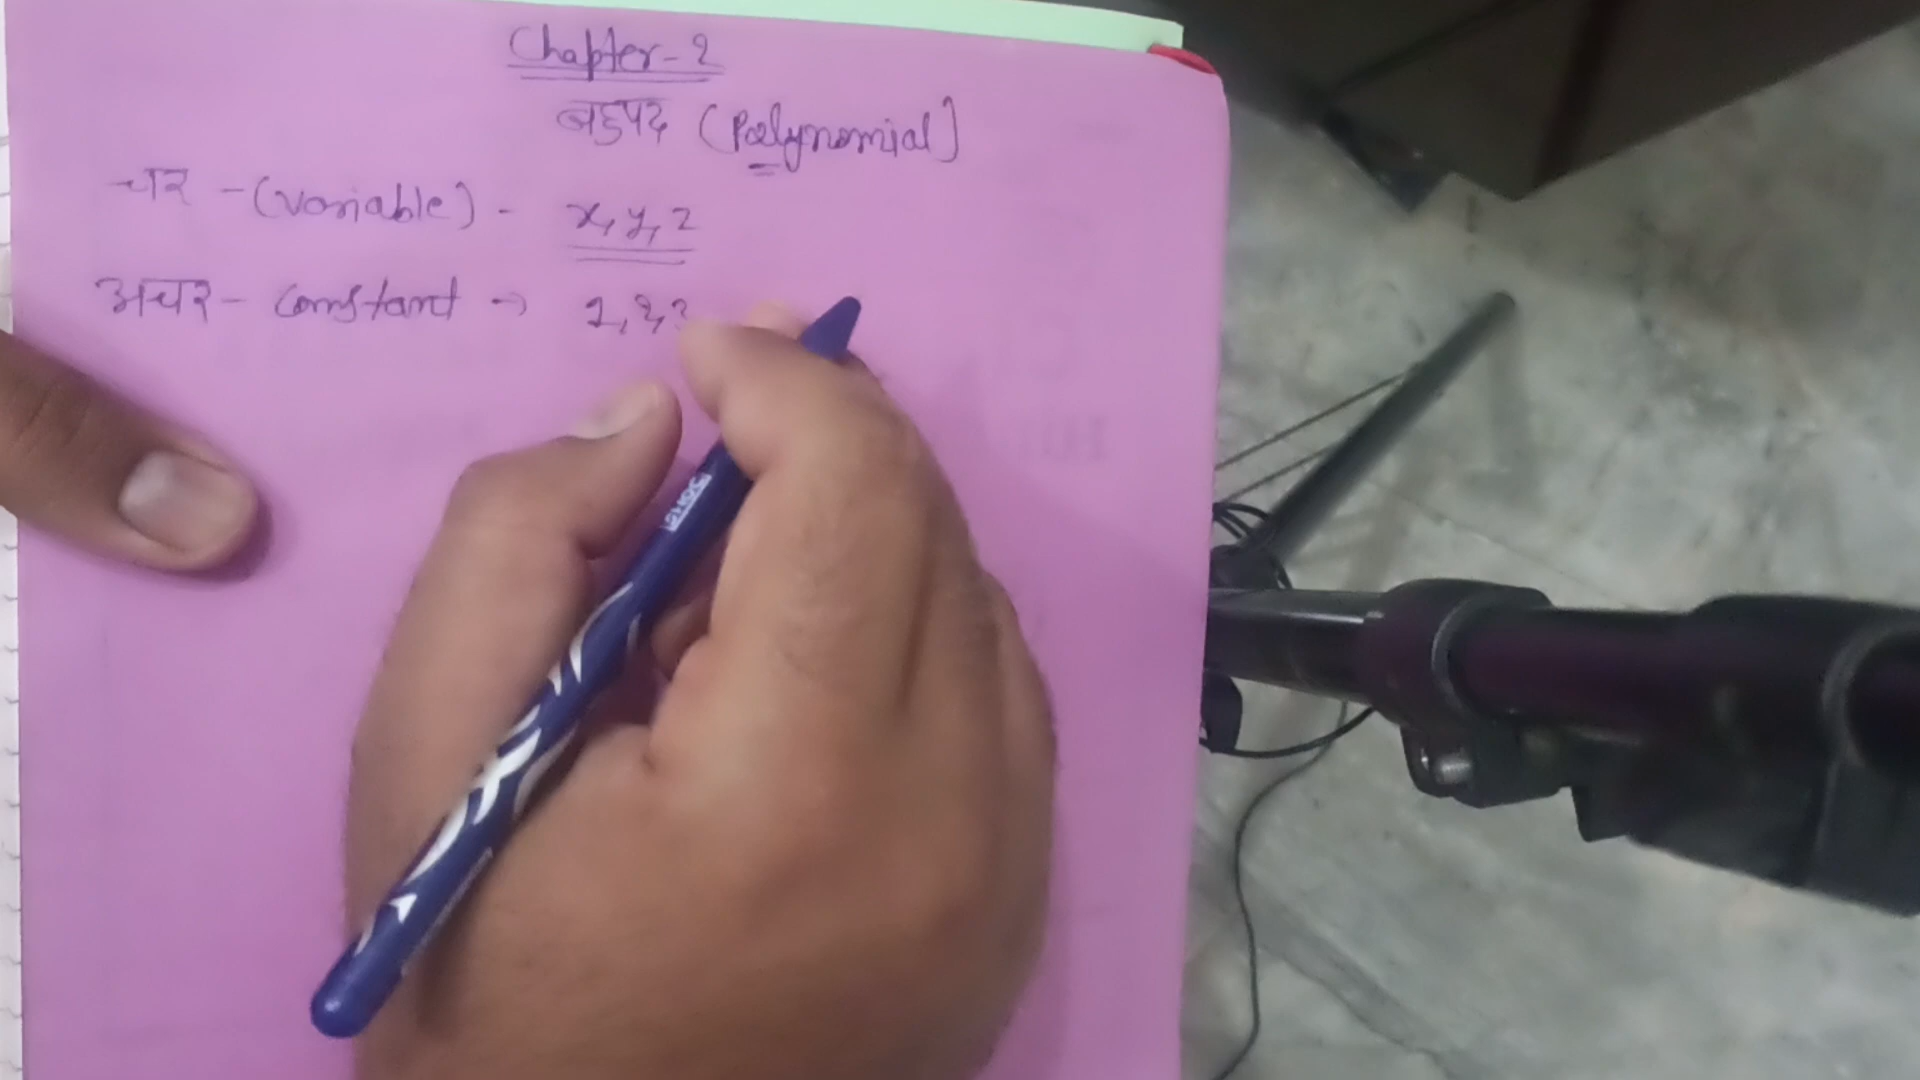 Chapter-2
बहुपद (Polynomial)
चर - (variable) - x, y, z
अचर - constant → 1, 2, 3